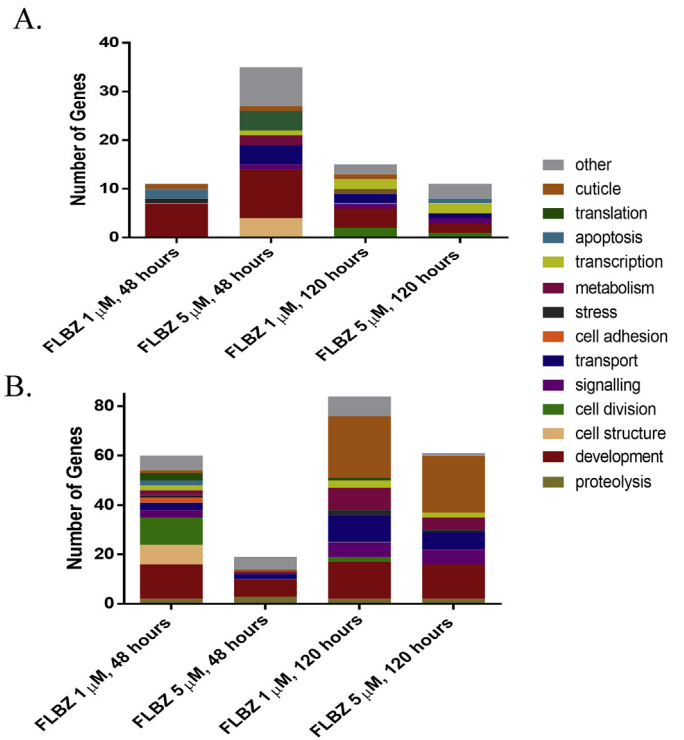 A.
Number of Genes
40
30
20
10
0
FLBZ 1 μM, 48 hours
FLBZ 5 μM, 48 hours
FLBZ 1 μM, 120 hours
FLBZ 5 μM, 120 hours
other
cuticle
translation
apoptosis
transcription
metabolism
stress
cell adhesion
transport
signalling
cell division
cell structure
development
proteolysis
B.
Number of Genes
80
60
40
20
0
FLBZ 1 μM, 48 hours
FLBZ 5 μM, 48 hours
FLBZ 1 μM, 120 hours
FLBZ 5 μM, 120 hours